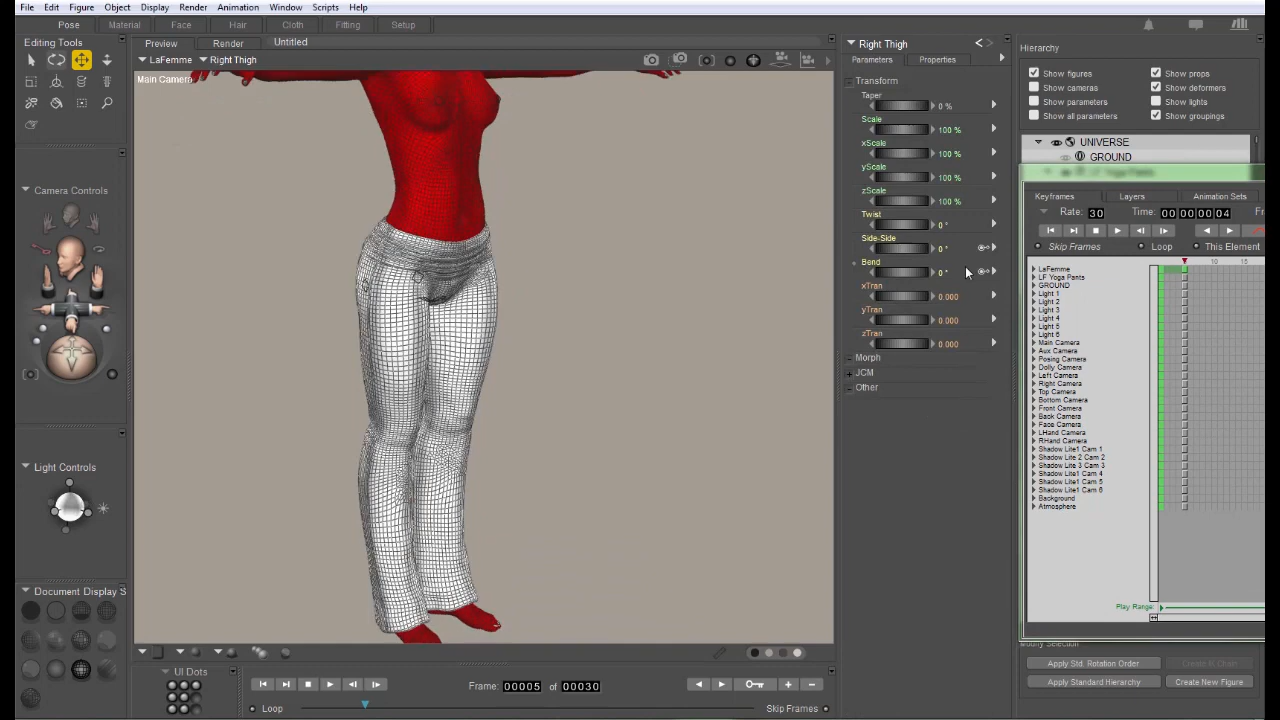 File Edit Figure Object Display Render Animation Window Scripts Help
Pose Material Face Hair Cloth Fitting Setup
Editing Tools
Preview Render Untitled
LaFemme Right Thigh
Main Camera
Camera Controls
Light Controls
Document Display S
UI Dots
Loop
Frame: 00005 of 00030
Skip Frames
Right Thigh
Parameters Properties
Transform
Taper
0 %
Scale
100 %
xScale
100 %
yScale
100 %
zScale
100 %
Twist
0 °
Side-Side
0 °
Bend
0 °
xTran
0.000
yTran
0.000
zTran
0.000
Morph
JCM
Other
Hierarchy
Show figures Show props
Show cameras Show deformers
Show parameters Show lights
Show all parameters Show groupings
UNIVERSE
GROUND
Keyframes Layers Animation Sets
Rate: 30 Time: 00 00 00 04
Skip Frames Loop This Element
10 15
LaFemme
LF Yoga Pants
GROUND
Light 1
Light 2
Light 3
Light 4
Light 5
Light 6
Main Camera
Aux Camera
Posing Camera
Dolly Camera
Left Camera
Right Camera
Top Camera
Bottom Camera
Front Camera
Back Camera
Face Camera
LHand Camera
RHand Camera
Shadow Lite1 Cam 1
Shadow Lite 2 Cam 2
Shadow Lite 3 Cam 3
Shadow Lite1 Cam 4
Shadow Lite1 Cam 5
Shadow Lite1 Cam 6
Background
Atmosphere
Play Range:
Modify Selection
Apply Std. Rotation Order Create IK Chain
Apply Standard Hierarchy Create New Figure